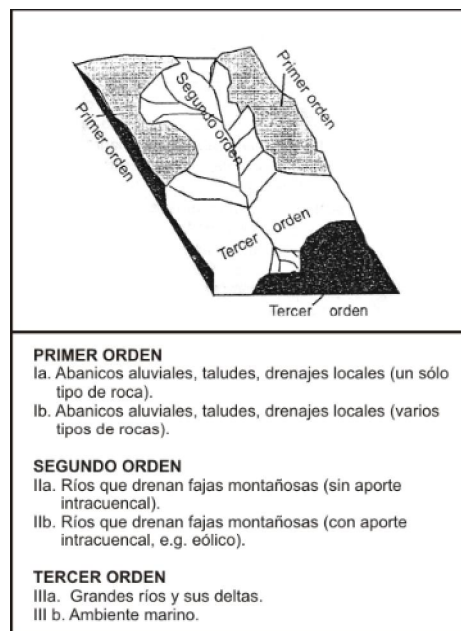 Primer orden
Segundo orden
Primer orden
Tercer orden
Tercer orden
PRIMER ORDEN
Ia. Abanicos aluviales, taludes, drenajes locales (un sólo
tipo de roca).
Ib. Abanicos aluviales, taludes, drenajes locales (varios
tipos de rocas).
SEGUNDO ORDEN
IIa. Ríos que drenan fajas montañosas (sin aporte
intracuencal).
IIb. Ríos que drenan fajas montañosas (con aporte
intracuencal, e.g. eólico).
TERCER ORDEN
IIIa. Grandes ríos y sus deltas.
III b. Ambiente marino.